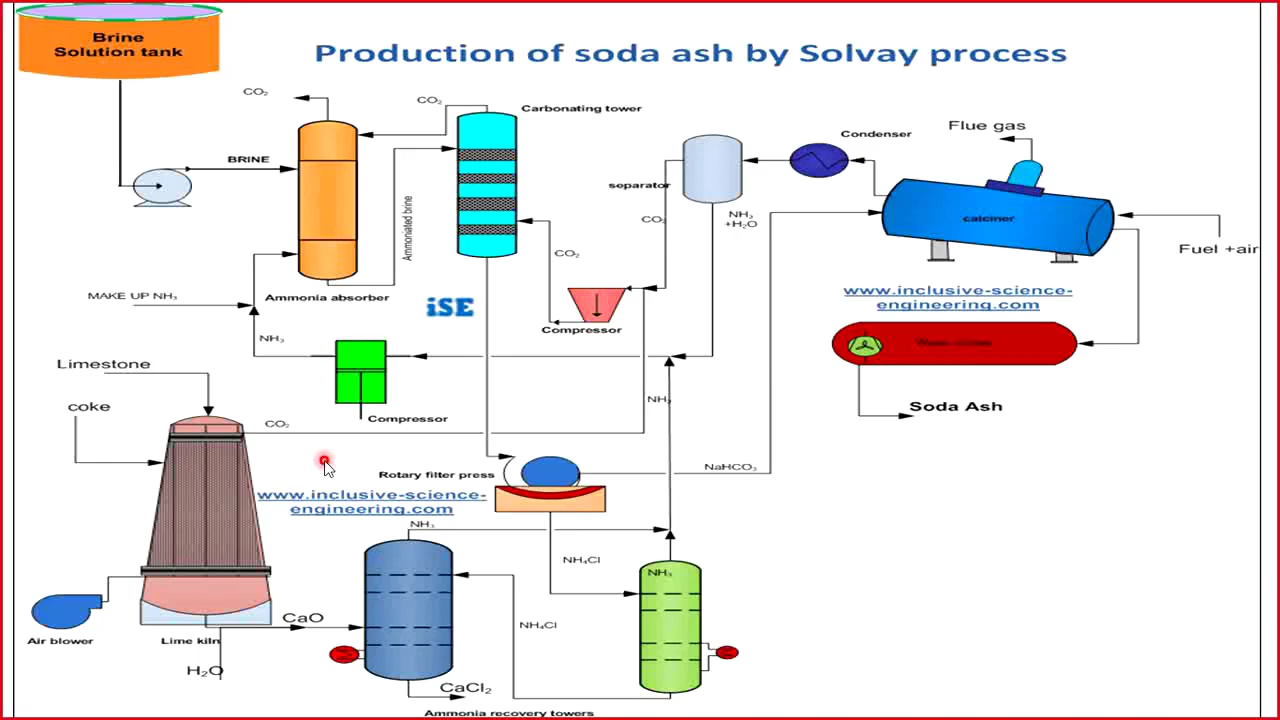 Brine
Solution tank
Production of soda ash by Solvay process
CO₂
CO₂
Carbonating tower
Flue gas
Condenser
BRINE
separator
Ammoniated brine
CO₂
NH₃
+H₂O
calciner
Fuel +air
CO₂
MAKE UP NH₃
Ammonia absorber
iSE
Compressor
www.inclusive-science-
engineering.com
NH₃
Limestone
coke
Compressor
NH₃
Soda Ash
CO₂
Rotary filter press
NaHCO₃
www.inclusive-science-
engineering.com
NH₃
NH₄Cl
NH₃
Air blower
Lime kiln
CaO
NH₄Cl
H₂O
CaCl₂
Ammonia recovery towers